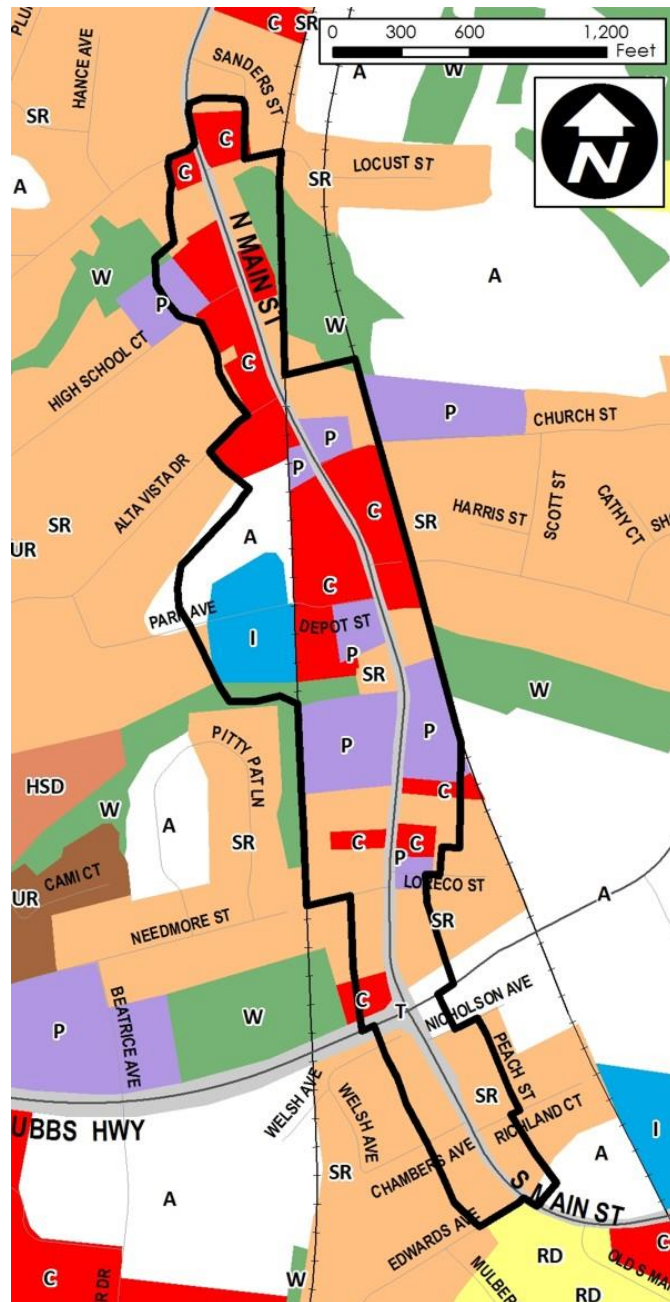 C SR
0 300 600 1,200
Feet
HANCE AVE
SANDERS ST
A W
SR
C
LOCUST ST
N
C
SR
A
N MAIN ST
A
W
P
W
HIGH SCHOOL CT
C
P
CHURCH ST
P
P
ALTA VISTA DR
C
SR
HARRIS ST
SCOTT ST
CATHY CT
SR
UR
A
C
PARK AVE
I
DEPOT ST
P
SR
W
PITTY PAT LN
P
P
HSD
C
W
A
SR
C
C
CAMI CT
P
LORECO ST
UR
A
NEEDMORE ST
SR
C
BEATRICE AVE
P
W
T
NICHOLSON AVE
PEACH ST
WELSH AVE
WELSH AVE
SR
RICHLAND CT
I
UBBS HWY
CHAMBERS AVE
A
SR
A
S MAIN ST
EDWARDS AVE
RD
C
C
W
RD